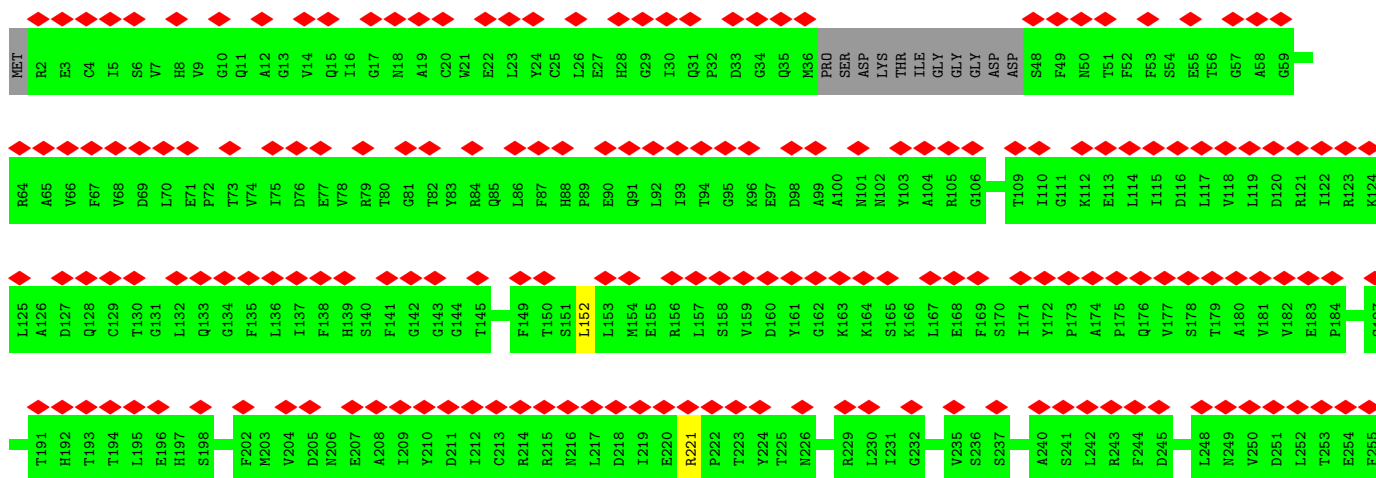 MET R2 E3 C4 I5 S6 V7 H8 V9 G10 Q11 A12 G13 V14 Q15 I16 G17 N18 A19 C20 W21 E22 L23 Y24 C25 L26 E27 H28 G29 I30 Q31 P32 D33 G34 Q35 M36 PRO SER ASP LYS THR ILE GLY GLY GLY ASP ASP S48 F49 N50 T51 F52 F53 S54 E55 T56 G57 A58 G59
R64 A65 V66 F67 V68 D69 L70 E71 P72 T73 V74 I75 D76 E77 V78 R79 T80 G81 T82 Y83 R84 Q85 L86 F87 H88 P89 E90 Q91 L92 I93 T94 G95 K96 E97 D98 A99 A100 N101 N102 Y103 A104 R105 G106 T109 I110 G111 K112 E113 L114 I115 D116 L117 V118 L119 D120 R121 I122 R123 K124
L125 A126 D127 Q128 C129 T130 G131 L132 Q133 G134 F135 L136 I137 F138 H139 S140 F141 G142 G143 G144 T145 F149 T150 S151 L152 L153 M154 E155 R156 L157 S158 V159 D160 Y161 G162 K163 K164 S165 K166 L167 E168 F169 S170 I171 Y172 P173 A174 P175 Q176 V177 S178 T179 A180 V181 V182 E183 P184
T191 H192 T193 T194 L195 E196 H197 S198 F202 M203 V204 D205 N206 E207 A208 I209 Y210 D211 I212 C213 R214 R215 N216 L217 D218 I219 E220 R221 P222 T223 Y224 T225 N226 R229 L230 I231 G232 V235 S236 S237 A240 S241 L242 R243 F244 D245 L248 N249 V250 D251 L252 T253 E254 F255